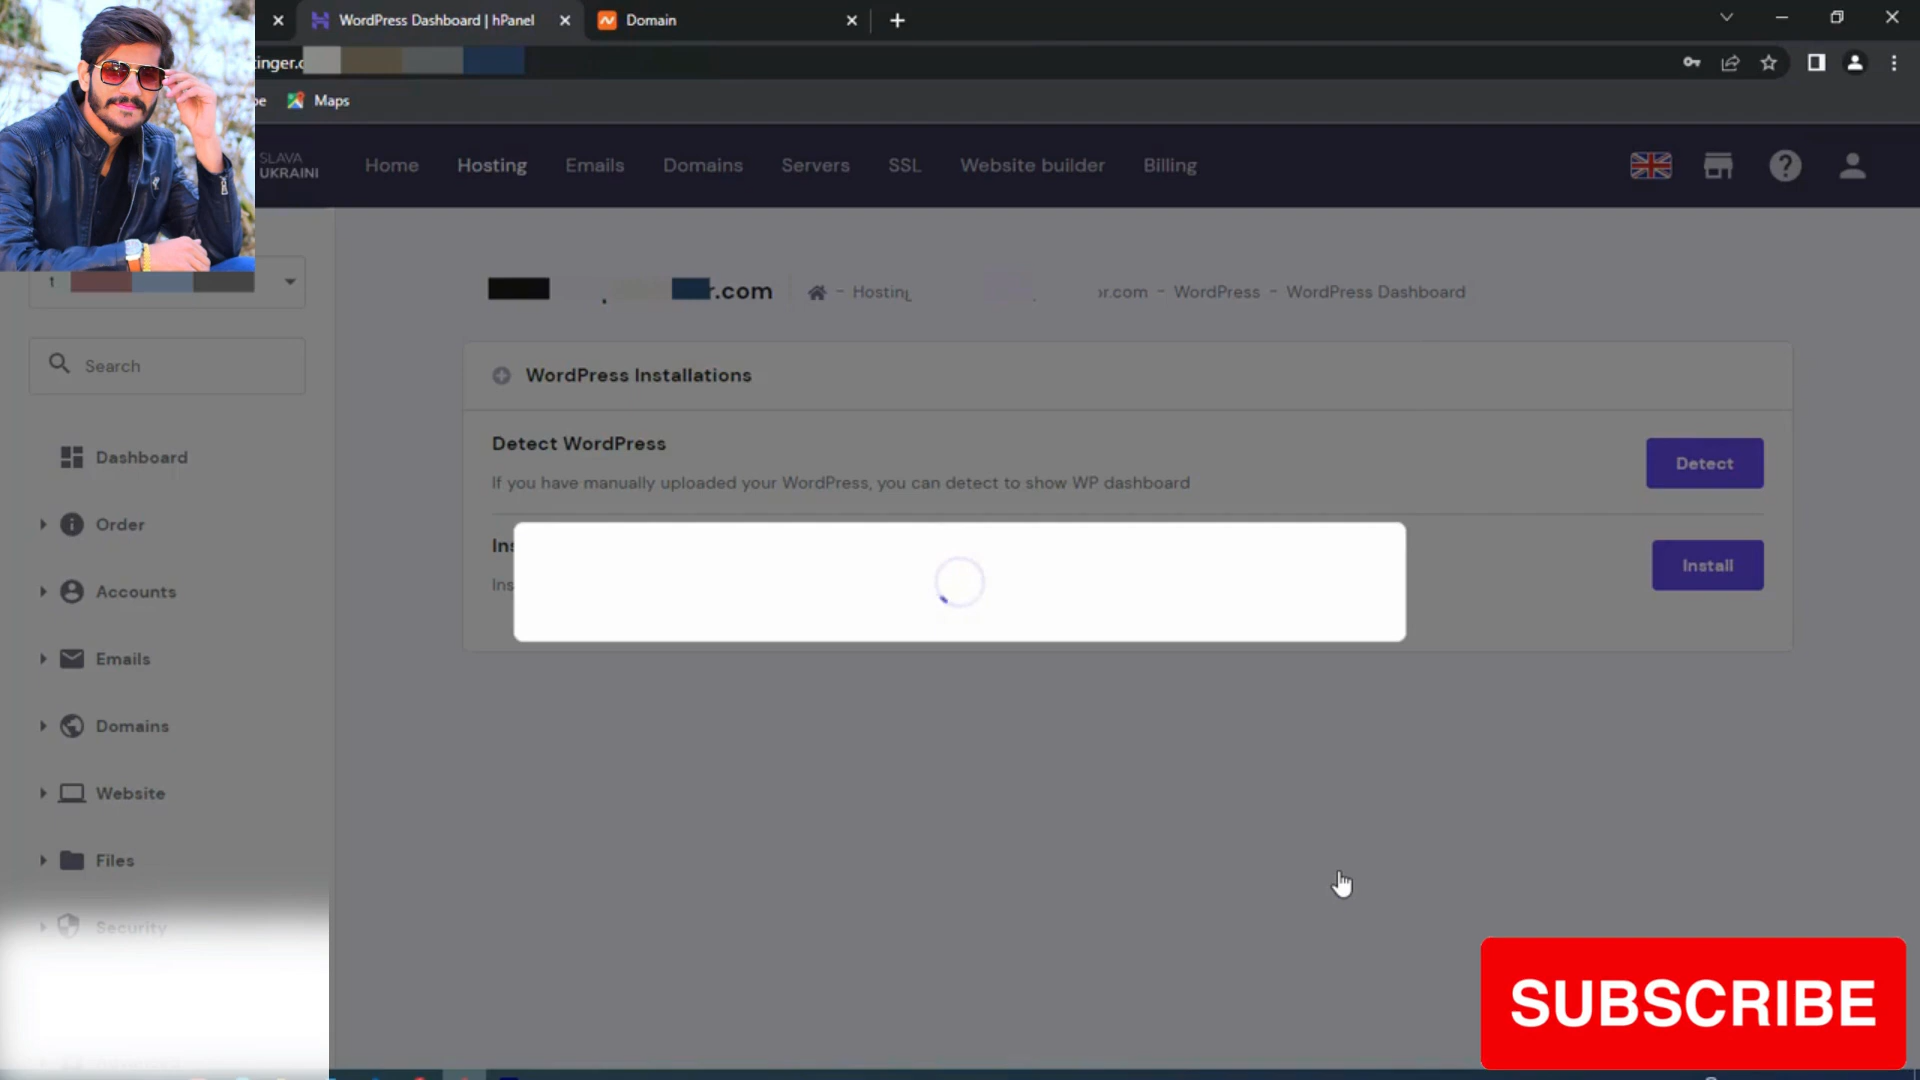 WordPress Dashboard | hPanel
Domain
Maps
SLAVA
UKRAINI
Home
Hosting
Emails
Domains
Servers
SSL
Website builder
Billing
r.com
Hosting
r.com - WordPress - WordPress Dashboard
Search
WordPress Installations
Detect WordPress
If you have manually uploaded your WordPress, you can detect to show WP dashboard
Detect
Install
Dashboard
Order
Accounts
Emails
Domains
Website
Files
Security
SUBSCRIBE